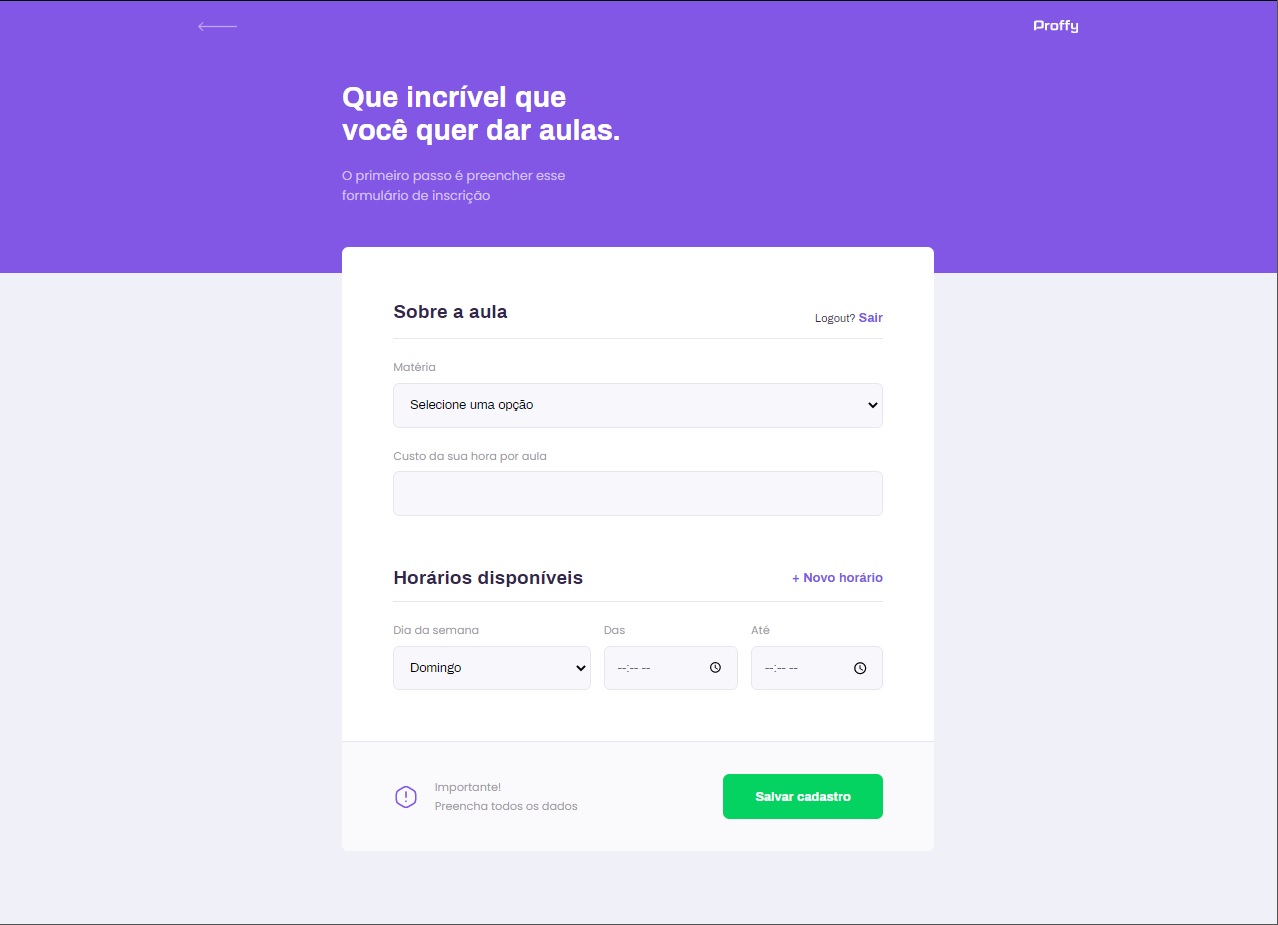 Proffy
Que incrível que
você quer dar aulas.
O primeiro passo é preencher esse
formulário de inscrição
Sobre a aula
Logout? Sair
Matéria
Selecione uma opção
Custo da sua hora por aula
Horários disponíveis
+ Novo horário
Dia da semana
Das
Até
Domingo
--:-- --
--:-- --
Importante!
Preencha todos os dados
Salvar cadastro